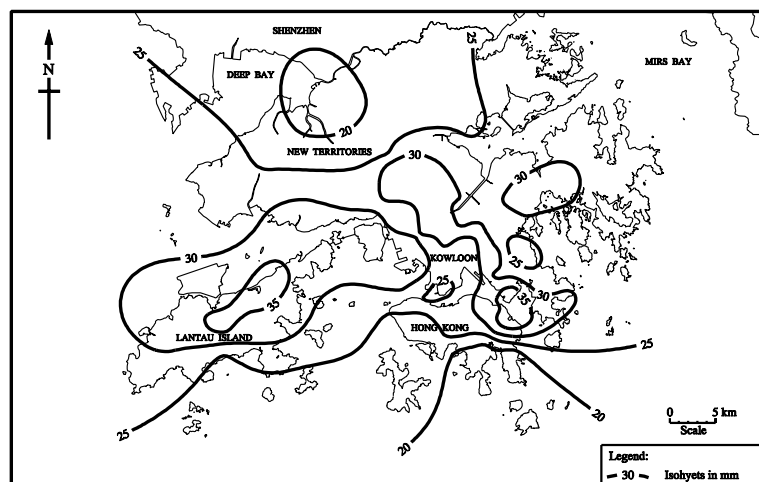 SHENZHEN
25
25
N
DEEP BAY
MIRS BAY
20
NEW TERRITORIES
30
30
30
KOWLOON
25
25
35
30
35
LANTAU ISLAND
HONG KONG
25
25
20
20
0 5 km
Scale
Legend:
30 Isohyets in mm